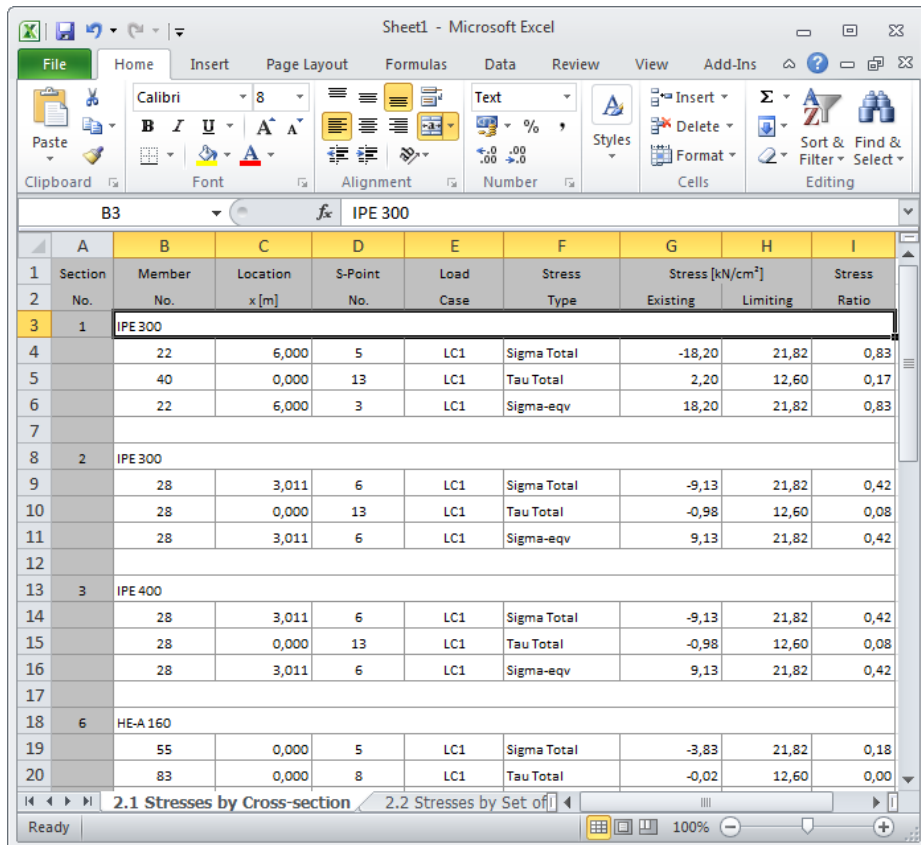 Sheet1 - Microsoft Excel
File Home Insert Page Layout Formulas Data Review View Add-Ins
Calibri 8 Text Insert Σ
Paste B I U A A % , Styles Delete Sort & Find &
A Format Filter Select
Clipboard Font Alignment Number Cells Editing
B3 fx IPE 300
A B C D E F G H I
1 Section Member Location S-Point Load Stress Stress [kN/cm²] Stress
2 No. No. x [m] No. Case Type Existing Limiting Ratio
3 1 IPE 300
4 22 6,000 5 LC1 Sigma Total -18,20 21,82 0,83
5 40 0,000 13 LC1 Tau Total 2,20 12,60 0,17
6 22 6,000 3 LC1 Sigma-eqv 18,20 21,82 0,83
7
8 2 IPE 300
9 28 3,011 6 LC1 Sigma Total -9,13 21,82 0,42
10 28 0,000 13 LC1 Tau Total -0,98 12,60 0,08
11 28 3,011 6 LC1 Sigma-eqv 9,13 21,82 0,42
12
13 3 IPE 400
14 28 3,011 6 LC1 Sigma Total -9,13 21,82 0,42
15 28 0,000 13 LC1 Tau Total -0,98 12,60 0,08
16 28 3,011 6 LC1 Sigma-eqv 9,13 21,82 0,42
17
18 6 HE-A 160
19 55 0,000 5 LC1 Sigma Total -3,83 21,82 0,18
20 83 0,000 8 LC1 Tau Total -0,02 12,60 0,00
2.1 Stresses by Cross-section 2.2 Stresses by Set of
Ready 100%